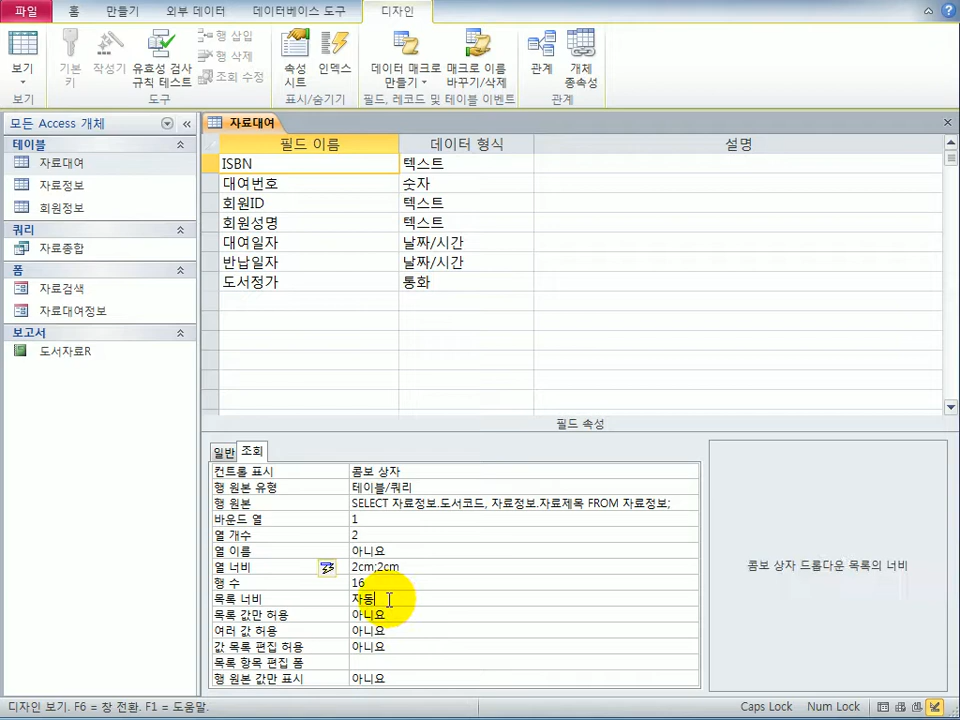 파일 홈 만들기 외부 데이터 데이터베이스 도구 디자인
보기
기본 키
작성기
유효성 검사 규칙 테스트
행 삽입
행 삭제
조회 수정
속성 시트
인덱스
데이터 매크로 만들기
매크로 이름 바꾸기/삭제
관계
개체 종속성
보기 도구 표시/숨기기 필드, 레코드 및 테이블 이벤트 관계
모든 Access 개체
테이블
자료대여
자료정보
회원정보
쿼리
자료종합
폼
자료검색
자료대여정보
보고서
도서자료R
자료대여
필드 이름 데이터 형식 설명
ISBN 텍스트
대여번호 숫자
회원ID 텍스트
회원성명 텍스트
대여일자 날짜/시간
반납일자 날짜/시간
도서정가 통화
필드 속성
일반 조회
컨트롤 표시 콤보 상자
행 원본 유형 테이블/쿼리
행 원본 SELECT 자료정보.도서코드, 자료정보.자료제목 FROM 자료정보;
바운드 열 1
열 개수 2
열 이름 아니요
열 너비 2cm;2cm
행 수 16
목록 너비 자동
목록 값만 허용 아니요
여러 값 허용 아니요
값 목록 편집 허용 아니요
목록 항목 편집 폼
행 원본 값만 표시 아니요
콤보 상자 드롭다운 목록의 너비
디자인 보기. F6 = 창 전환. F1 = 도움말.
Caps Lock Num Lock